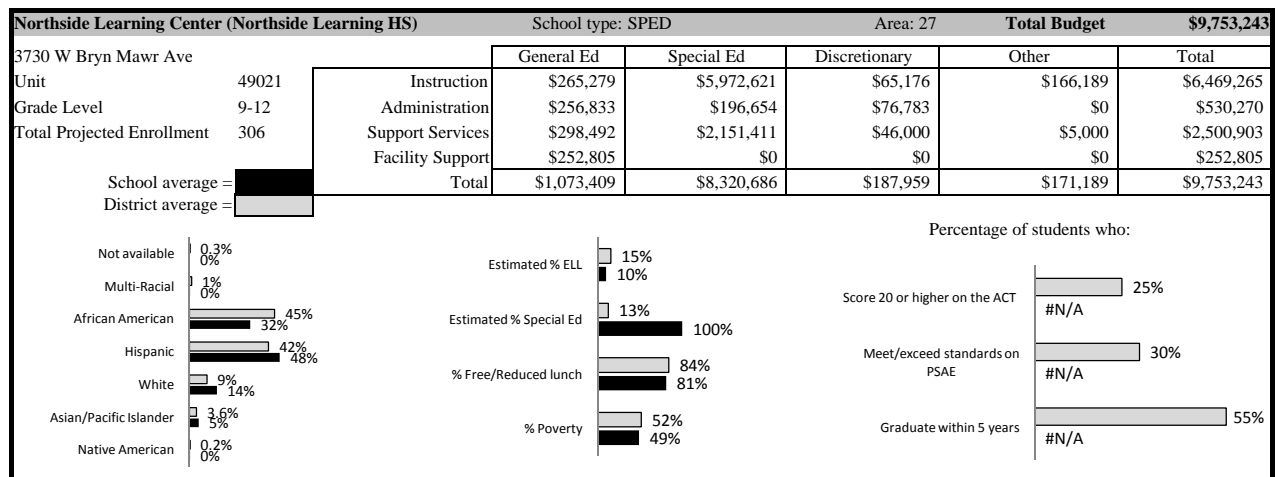 Northside Learning Center (Northside Learning HS) School type: SPED Area: 27 Total Budget $9,753,243
3730 W Bryn Mawr Ave General Ed Special Ed Discretionary Other Total
Unit 49021 Instruction $265,279 $5,972,621 $65,176 $166,189 $6,469,265
Grade Level 9-12 Administration $256,833 $196,654 $76,783 $0 $530,270
Total Projected Enrollment 306 Support Services $298,492 $2,151,411 $46,000 $5,000 $2,500,903
Facility Support $252,805 $0 $0 $0 $252,805
School average = Total $1,073,409 $8,320,686 $187,959 $171,189 $9,753,243
District average =
Not available 0.3%
0%
Multi-Racial 1%
0%
African American 45%
32%
Hispanic 42%
48%
White 9%
14%
Asian/Pacific Islander 3.6%
5%
Native American 0.2%
0%
Estimated % ELL 15%
10%
Estimated % Special Ed 13%
100%
% Free/Reduced lunch 84%
81%
% Poverty 52%
49%
Percentage of students who:
Score 20 or higher on the ACT 25%
#N/A
Meet/exceed standards on
PSAE 30%
#N/A
Graduate within 5 years 55%
#N/A